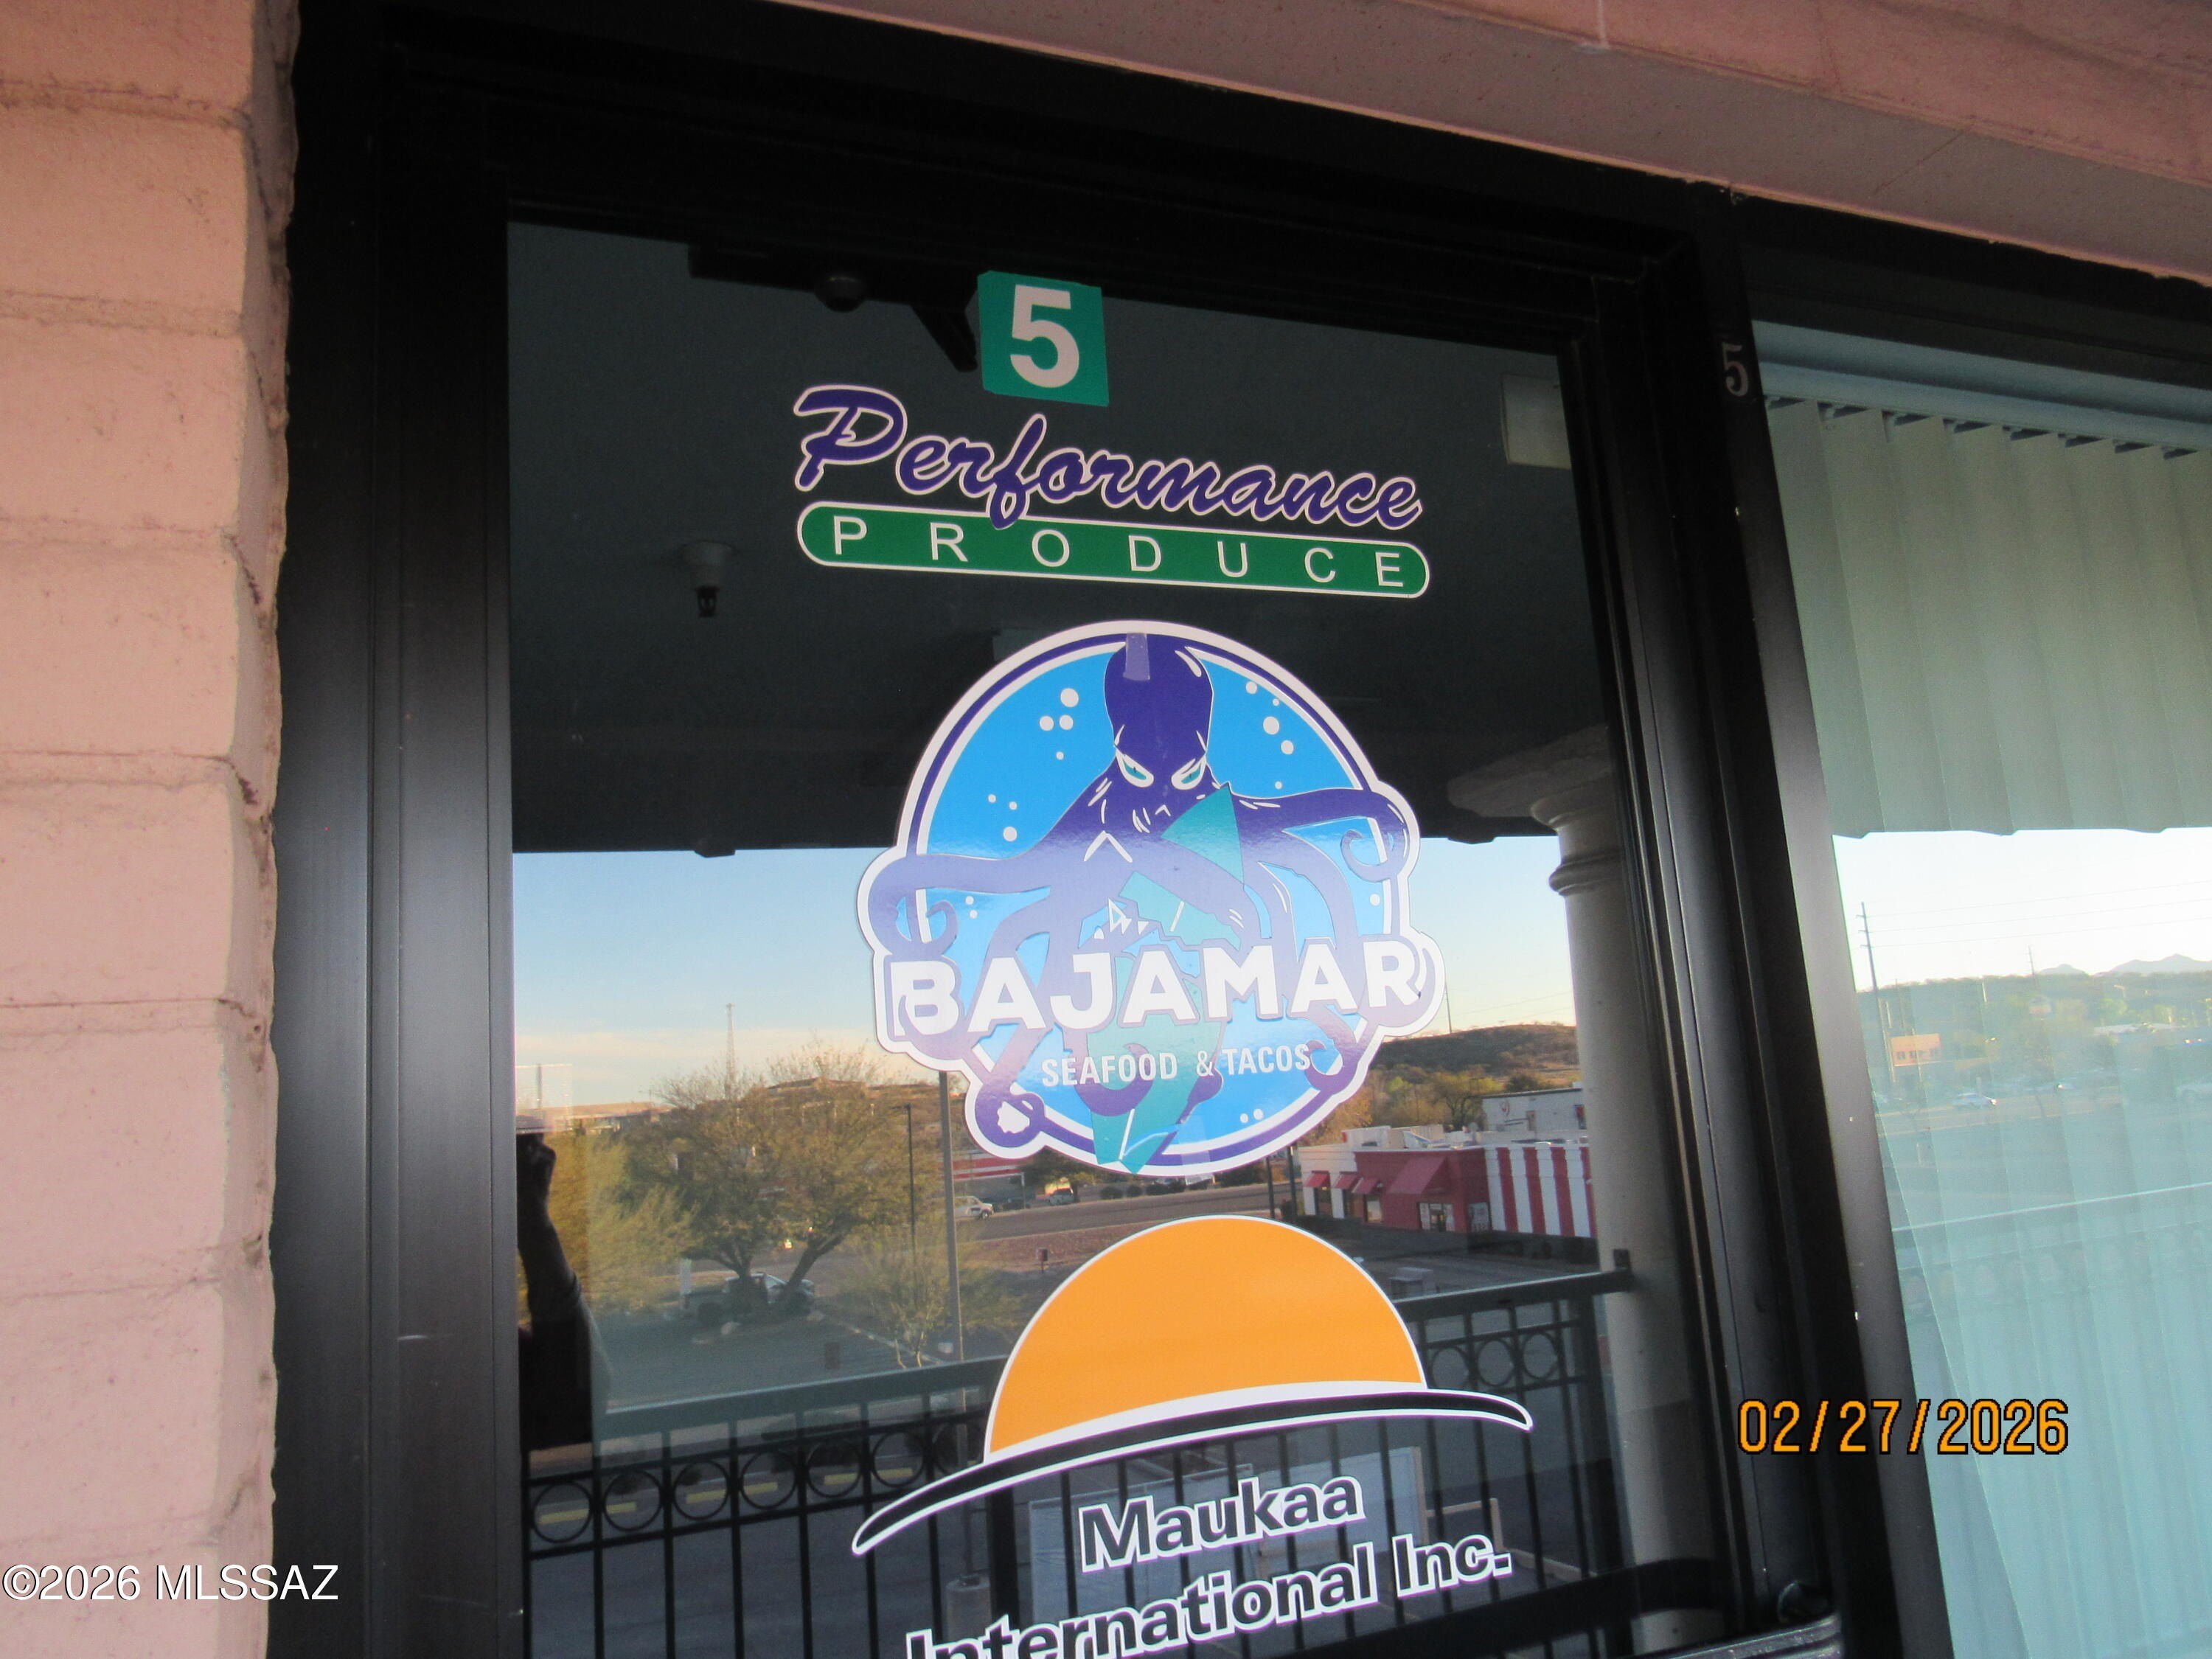 5
5
Performance
PRODUCE
BAJAMAR
SEAFOOD & TACOS
Maukaa
International Inc.
02/27/2026
©2026 MLSSAZ